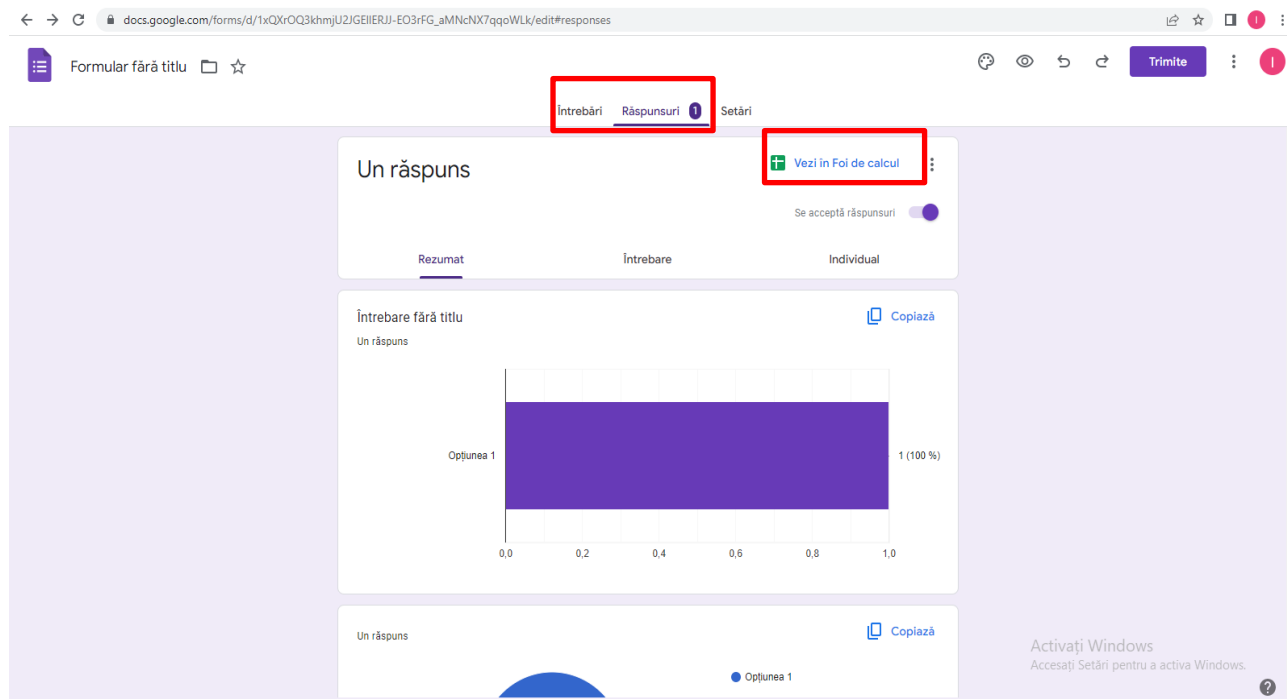 docs.google.com/forms/d/1xQXrOQ3khmjU2JGEIIERJJ-EO3rFG_aMNcNX7qqoWLk/edit#responses
I
Formular fără titlu
Trimite
I
Întrebări Răspunsuri 1 Setări
Un răspuns
Vezi in Foi de calcul
Se acceptă răspunsuri
Rezumat Întrebare Individual
Întrebare fără titlu
Copiază
Un răspuns
Opțiunea 1
1 (100 %)
0,0 0,2 0,4 0,6 0,8 1,0
Un răspuns
Copiază
Opțiunea 1
Activați Windows
Accesați Setări pentru a activa Windows.